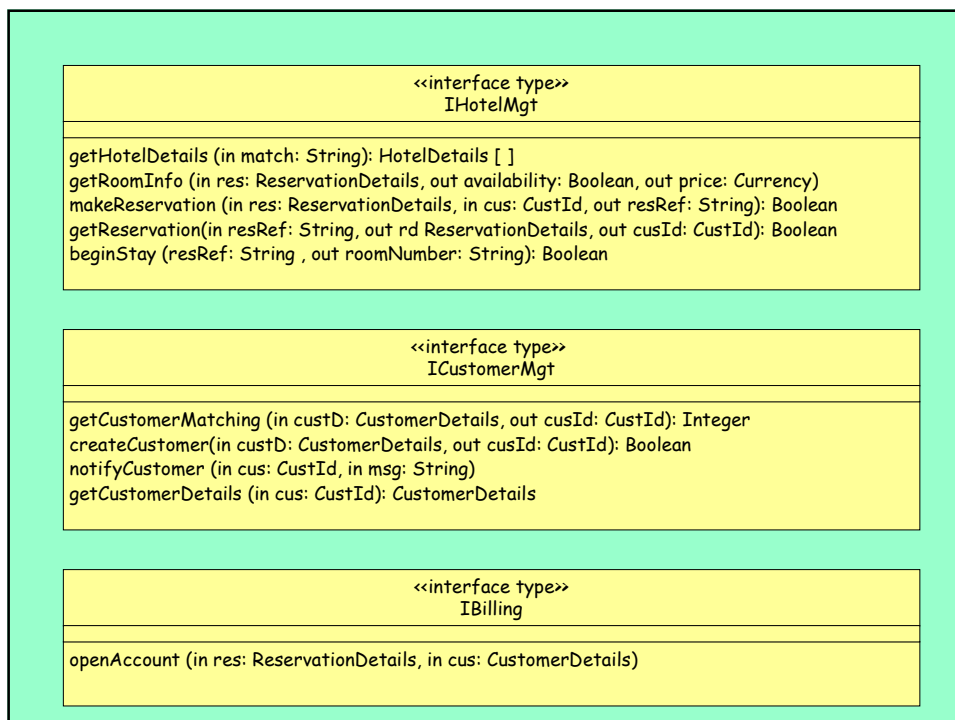 <<interface type>>
IHotelMgt
getHotelDetails (in match: String): HotelDetails [ ]
getRoomInfo (in res: ReservationDetails, out availability: Boolean, out price: Currency)
makeReservation (in res: ReservationDetails, in cus: CustId, out resRef: String): Boolean
getReservation(in resRef: String, out rd ReservationDetails, out cusId: CustId): Boolean
beginStay (resRef: String , out roomNumber: String): Boolean
<<interface type>>
ICustomerMgt
getCustomerMatching (in custD: CustomerDetails, out cusId: CustId): Integer
createCustomer(in custD: CustomerDetails, out cusId: CustId): Boolean
notifyCustomer (in cus: CustId, in msg: String)
getCustomerDetails (in cus: CustId): CustomerDetails
<<interface type>>
IBilling
openAccount (in res: ReservationDetails, in cus: CustomerDetails)